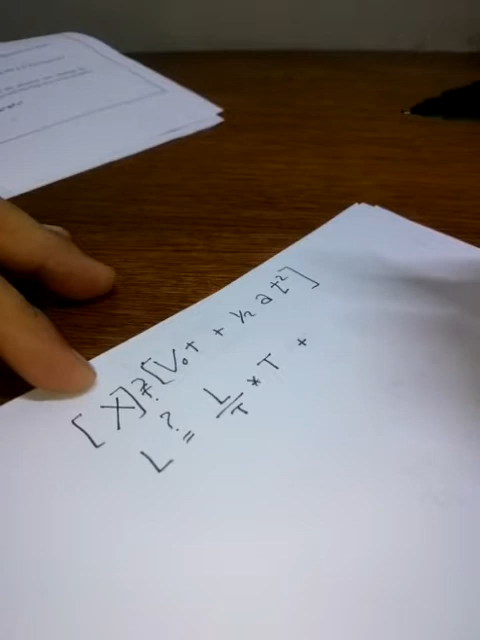 [X] ?= [V₀t + ½ at²]
L ?= L/T * T +